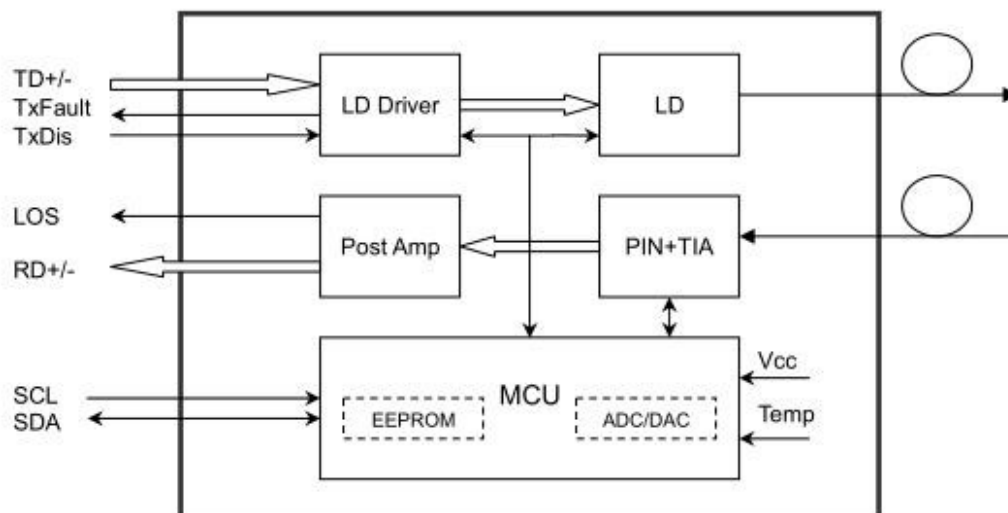 TD+/-
TxFault
TxDis
LD Driver
LD
LOS
RD+/-
Post Amp
PIN+TIA
SCL
SDA
MCU
EEPROM
ADC/DAC
Vcc
Temp